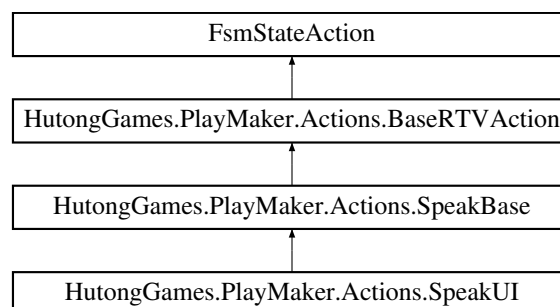 FsmStateAction
HutongGames.PlayMaker.Actions.BaseRTVAction
HutongGames.PlayMaker.Actions.SpeakBase
HutongGames.PlayMaker.Actions.SpeakUI